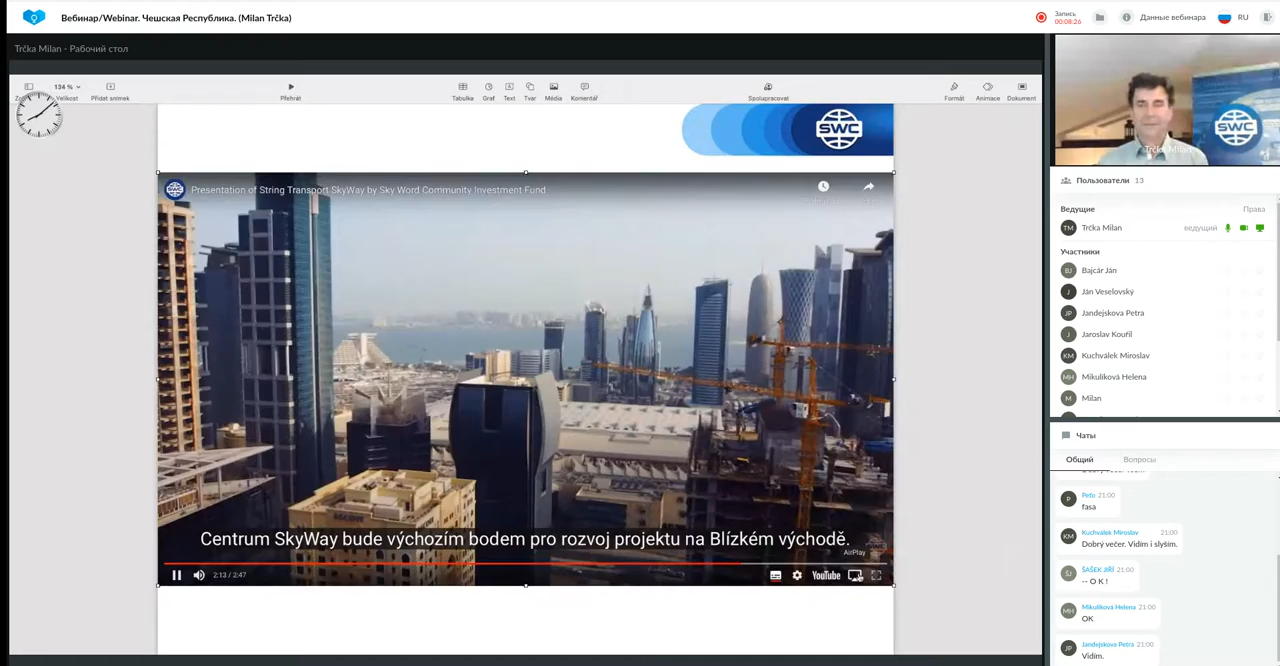 Вебинар/Webinar. Чешская Республика. (Milan Trčka)
Запись
00:08:26
Данные вебинара
RU
Trčka Milan - Рабочий стол
134 %
Velikost
Přidat snímek
Přehrát
Tabulka
Graf
Text
Tvar
Média
Komentář
Spolupracovat
Formát
Animace
Dokument
SWC
Presentation of String Transport SkyWay by Sky Word Community Investment Fund
Centrum SkyWay bude výchozím bodem pro rozvoj projektu na Blízkém východě.
AirPlay
2:13 / 2:47
YouTube
SWC
Trčka Milan
Пользователи 13
Ведущие
Права
TM
Trčka Milan
ведущий
Участники
BJ
Bajcár Ján
J
Ján Veselovský
JP
Jandejskova Petra
J
Jaroslav Kouřil
KM
Kuchválek Miroslav
MH
Mikulíková Helena
M
Milan
Чаты
Общий
Вопросы
P
Peťo 21:00
fasa
KM
Kuchválek Miroslav 21:00
Dobrý večer. Vidím i slyším.
ŠJ
ŠAŠEK JIŘÍ 21:00
-- O K !
MH
Mikulíková Helena 21:00
OK
JP
Jandejskova Petra 21:00
Vidím.